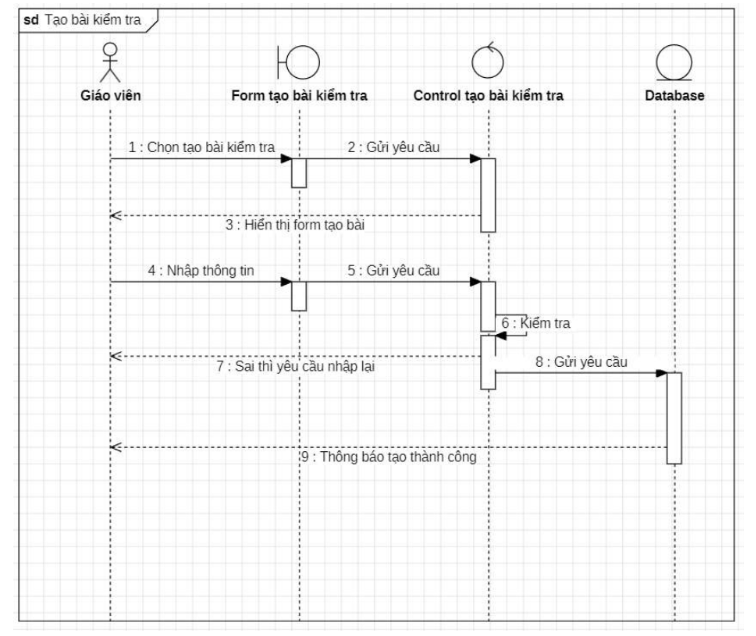 sd Tạo bài kiểm tra
Giáo viên
Form tạo bài kiểm tra
Control tạo bài kiểm tra
Database
1 : Chọn tạo bài kiểm tra
2 : Gửi yêu cầu
3 : Hiển thị form tạo bài
4 : Nhập thông tin
5 : Gửi yêu cầu
6 : Kiểm tra
7 : Sai thì yêu cầu nhập lại
8 : Gửi yêu cầu
9 : Thông báo tạo thành công